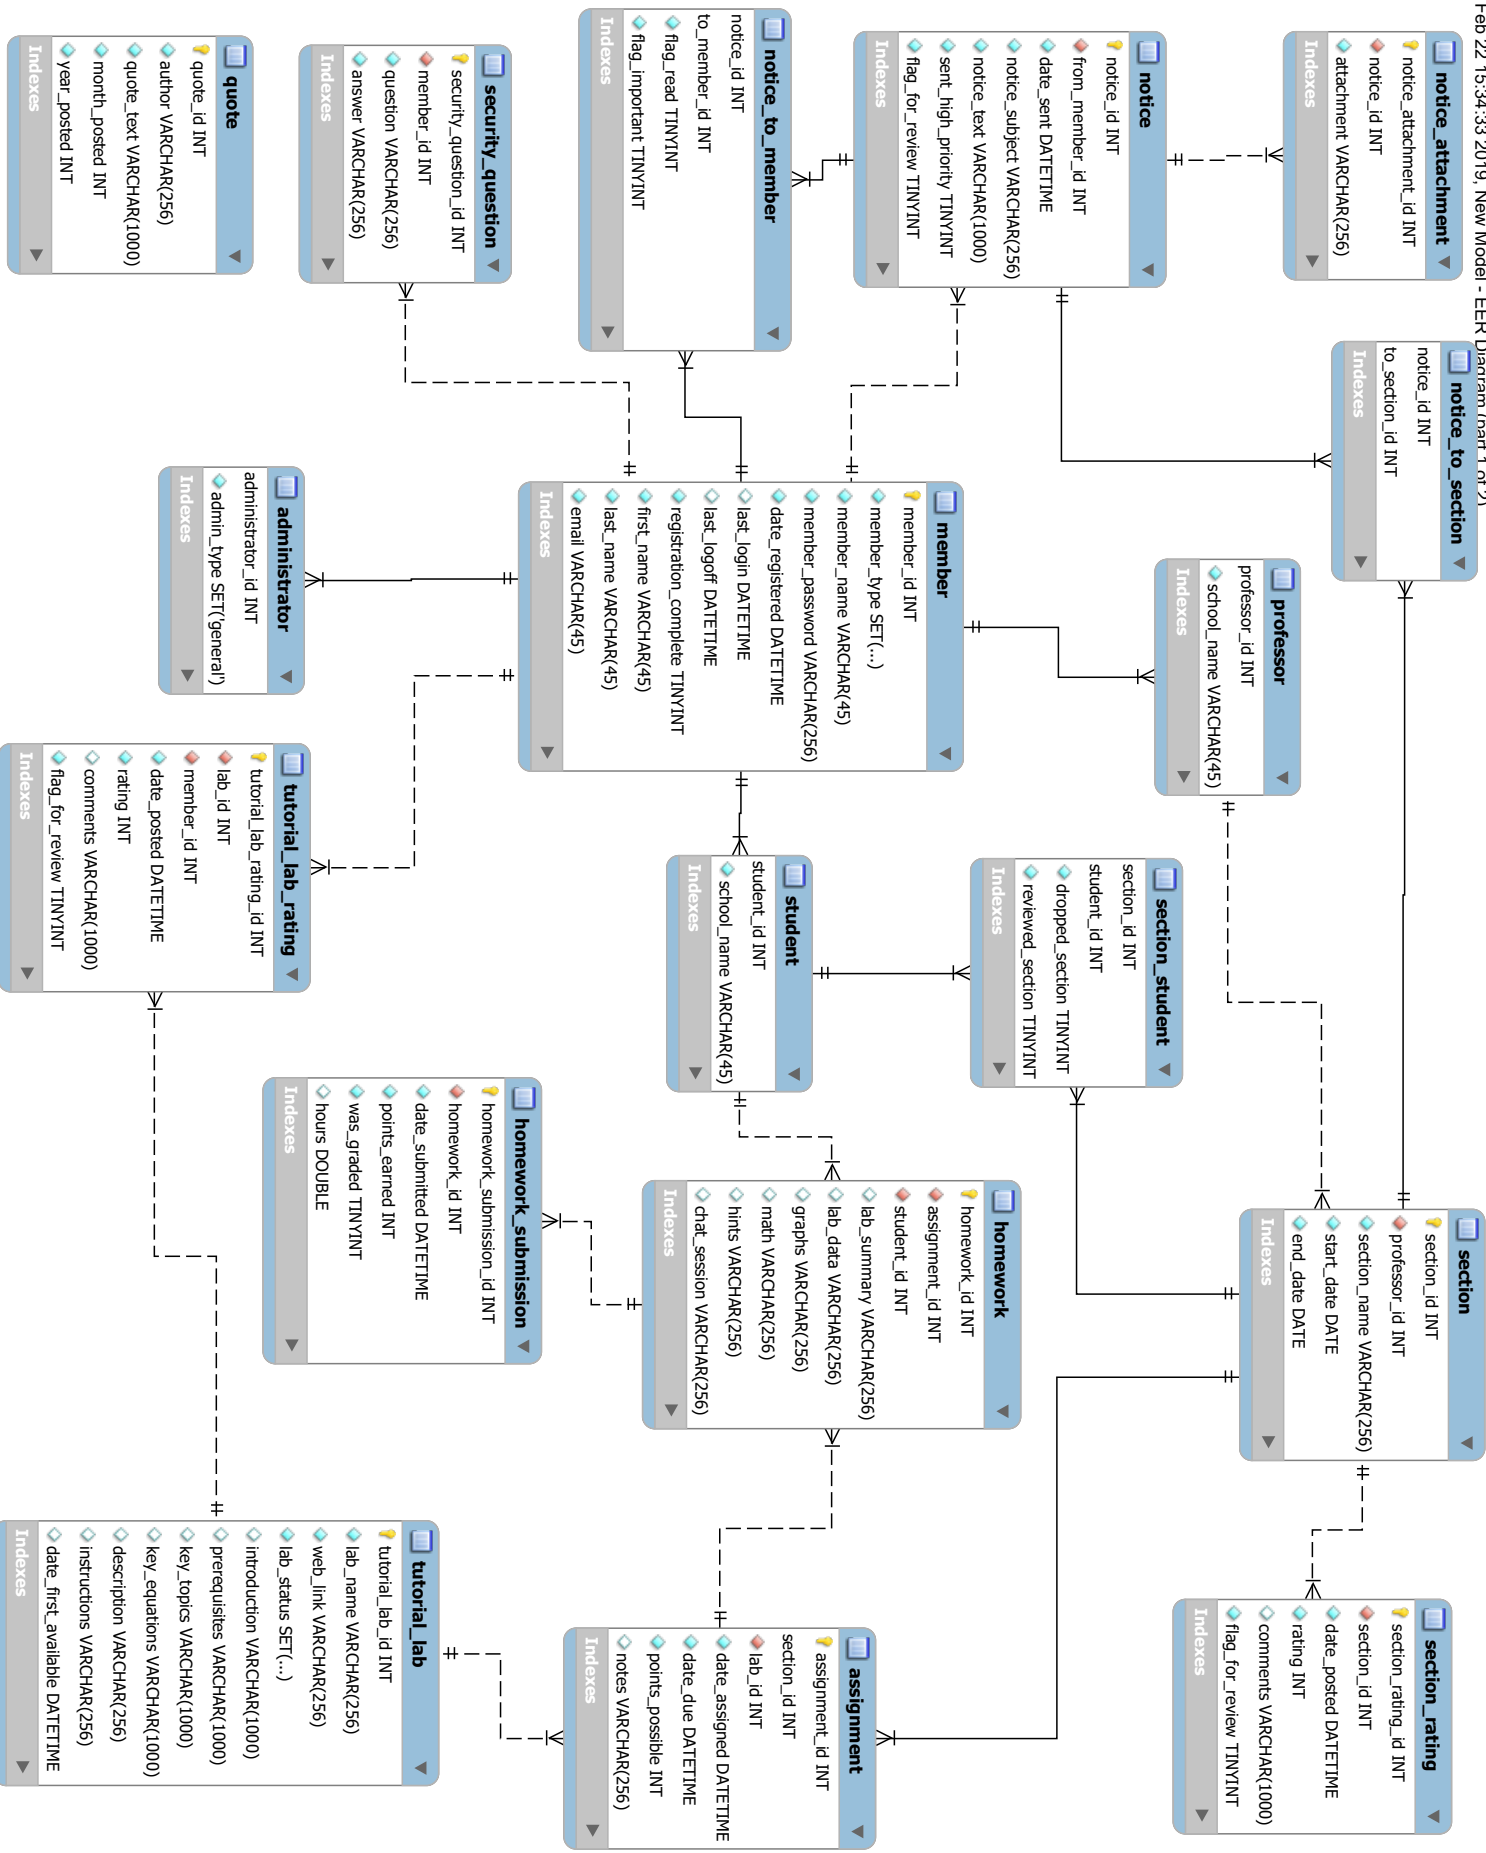 Feb 22 15:34:33 2019, New Model - EER Diagram (part 1 of 2)
notice_attachment
notice_attachment_id INT
notice_id INT
attachment VARCHAR(256)
Indexes
notice_to_section
notice_id INT
to_section_id INT
Indexes
notice
notice_id INT
from_member_id INT
date_sent DATETIME
notice_subject VARCHAR(256)
notice_text VARCHAR(1000)
sent_high_priority TINYINT
flag_for_review TINYINT
Indexes
professor
professor_id INT
school_name VARCHAR(45)
Indexes
section
section_id INT
professor_id INT
section_name VARCHAR(256)
start_date DATE
end_date DATE
Indexes
section_rating
section_rating_id INT
section_id INT
date_posted DATETIME
rating INT
comments VARCHAR(1000)
flag_for_review TINYINT
Indexes
notice_to_member
notice_id INT
to_member_id INT
flag_read TINYINT
flag_important TINYINT
Indexes
member
member_id INT
member_type SET(...)
member_name VARCHAR(45)
member_password VARCHAR(256)
date_registered DATETIME
last_login DATETIME
last_logoff DATETIME
registration_complete TINYINT
first_name VARCHAR(45)
last_name VARCHAR(45)
email VARCHAR(45)
Indexes
section_student
section_id INT
student_id INT
dropped_section TINYINT
reviewed_section TINYINT
Indexes
student
student_id INT
school_name VARCHAR(45)
Indexes
homework
homework_id INT
assignment_id INT
student_id INT
lab_summary VARCHAR(256)
lab_data VARCHAR(256)
graphs VARCHAR(256)
math VARCHAR(256)
hints VARCHAR(256)
chat_session VARCHAR(256)
Indexes
assignment
assignment_id INT
section_id INT
lab_id INT
date_assigned DATETIME
date_due DATETIME
points_possible INT
notes VARCHAR(256)
Indexes
security_question
security_question_id INT
member_id INT
question VARCHAR(256)
answer VARCHAR(256)
Indexes
homework_submission
homework_submission_id INT
homework_id INT
date_submitted DATETIME
points_earned INT
was_graded TINYINT
hours DOUBLE
Indexes
quote
quote_id INT
author VARCHAR(256)
quote_text VARCHAR(1000)
month_posted INT
year_posted INT
Indexes
administrator
administrator_id INT
admin_type SET('general')
Indexes
tutorial_lab_rating
tutorial_lab_rating_id INT
lab_id INT
member_id INT
date_posted DATETIME
rating INT
comments VARCHAR(1000)
flag_for_review TINYINT
Indexes
tutorial_lab
tutorial_lab_id INT
lab_name VARCHAR(256)
web_link VARCHAR(256)
lab_status SET(...)
introduction VARCHAR(1000)
prerequisites VARCHAR(1000)
key_topics VARCHAR(1000)
key_equations VARCHAR(1000)
description VARCHAR(256)
instructions VARCHAR(256)
date_first_available DATETIME
Indexes